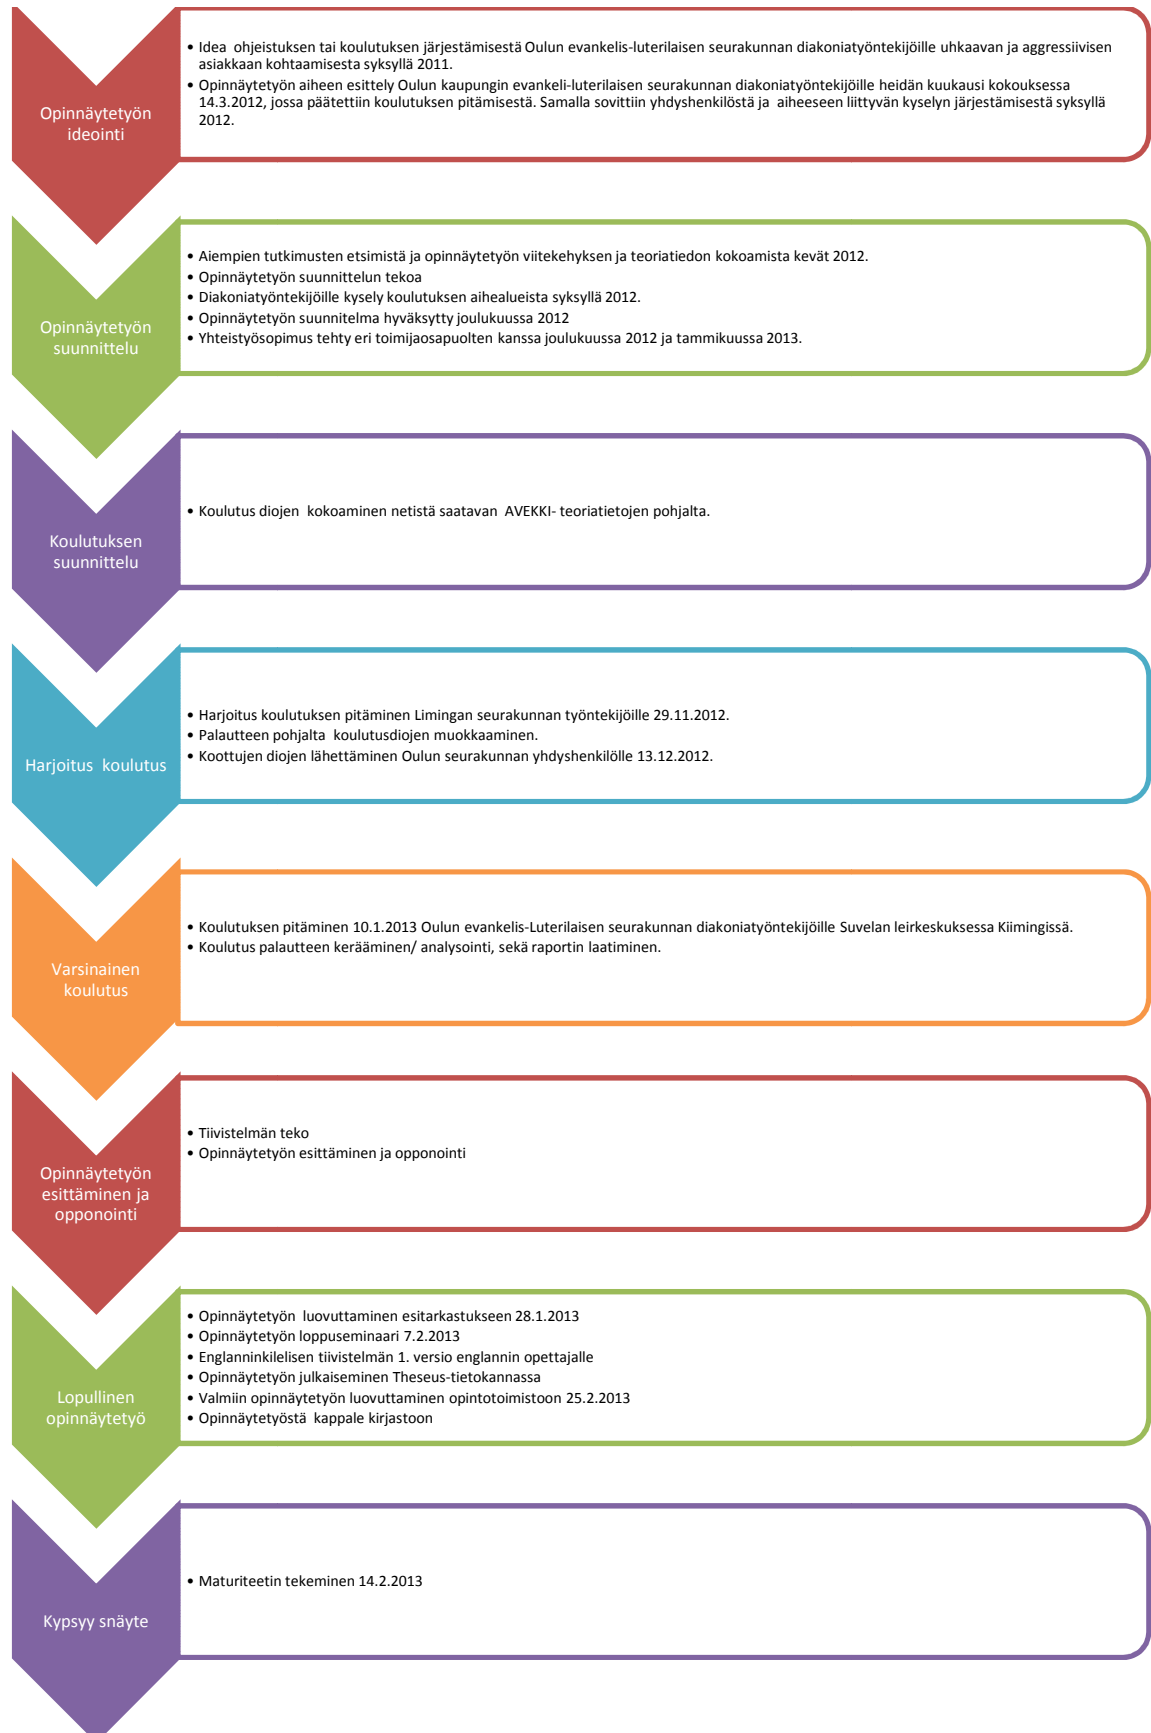 Opinnäytetyön
ideointi
• Idea ohjeistuksen tai koulutuksen järjestämisestä Oulun evankelis-luterilaisen seurakunnan diakoniatyöntekijöille uhkaavan ja aggressiivisen
asiakkaan kohtaamisesta syksyllä 2011.
• Opinnäytetyön aiheen esittely Oulun kaupungin evankeli-luterilaisen seurakunnan diakoniatyöntekijöille heidän kuukausi kokouksessa
14.3.2012, jossa päätettiin koulutuksen pitämisestä. Samalla sovittiin yhdyshenkilöstä ja aiheeseen liittyvän kyselyn järjestämisestä syksyllä
2012.
Opinnäytetyön
suunnittelu
• Aiempien tutkimusten etsimistä ja opinnäytetyön viitekehyksen ja teoriatiedon kokoamista kevät 2012.
• Opinnäytetyön suunnittelun tekoa
• Diakoniatyöntekijöille kysely koulutuksen aihealueista syksyllä 2012.
• Opinnäytetyön suunnitelma hyväksytty joulukuussa 2012
• Yhteistyösopimus tehty eri toimijaosapuolten kanssa joulukuussa 2012 ja tammikuussa 2013.
Koulutuksen
suunnittelu
• Koulutus diojen kokoaminen netistä saatavan AVEKKI- teoriatietojen pohjalta.
Harjoitus koulutus
• Harjoitus koulutuksen pitäminen Limingan seurakunnan työntekijöille 29.11.2012.
• Palautteen pohjalta koulutusdiojen muokkaaminen.
• Koottujen diojen lähettäminen Oulun seurakunnan yhdyshenkilölle 13.12.2012.
Varsinainen
koulutus
• Koulutuksen pitäminen 10.1.2013 Oulun evankelis-Luterilaisen seurakunnan diakoniatyöntekijöille Suvelan leirkeskuksessa Kiimingissä.
• Koulutus palautteen kerääminen/ analysointi, sekä raportin laatiminen.
Opinnäytetyön
esittäminen ja
opponointi
• Tiivistelmän teko
• Opinnäytetyön esittäminen ja opponointi
Lopullinen
opinnäytetyö
• Opinnäytetyön luovuttaminen esitarkastukseen 28.1.2013
• Opinnäytetyön loppuseminaari 7.2.2013
• Englanninkilelisen tiivistelmän 1. versio englannin opettajalle
• Opinnäytetyön julkaiseminen Theseus-tietokannassa
• Valmiin opinnäytetyön luovuttaminen opintotoimistoon 25.2.2013
• Opinnäytetyöstä kappale kirjastoon
Kypsyy snäyte
• Maturiteetin tekeminen 14.2.2013